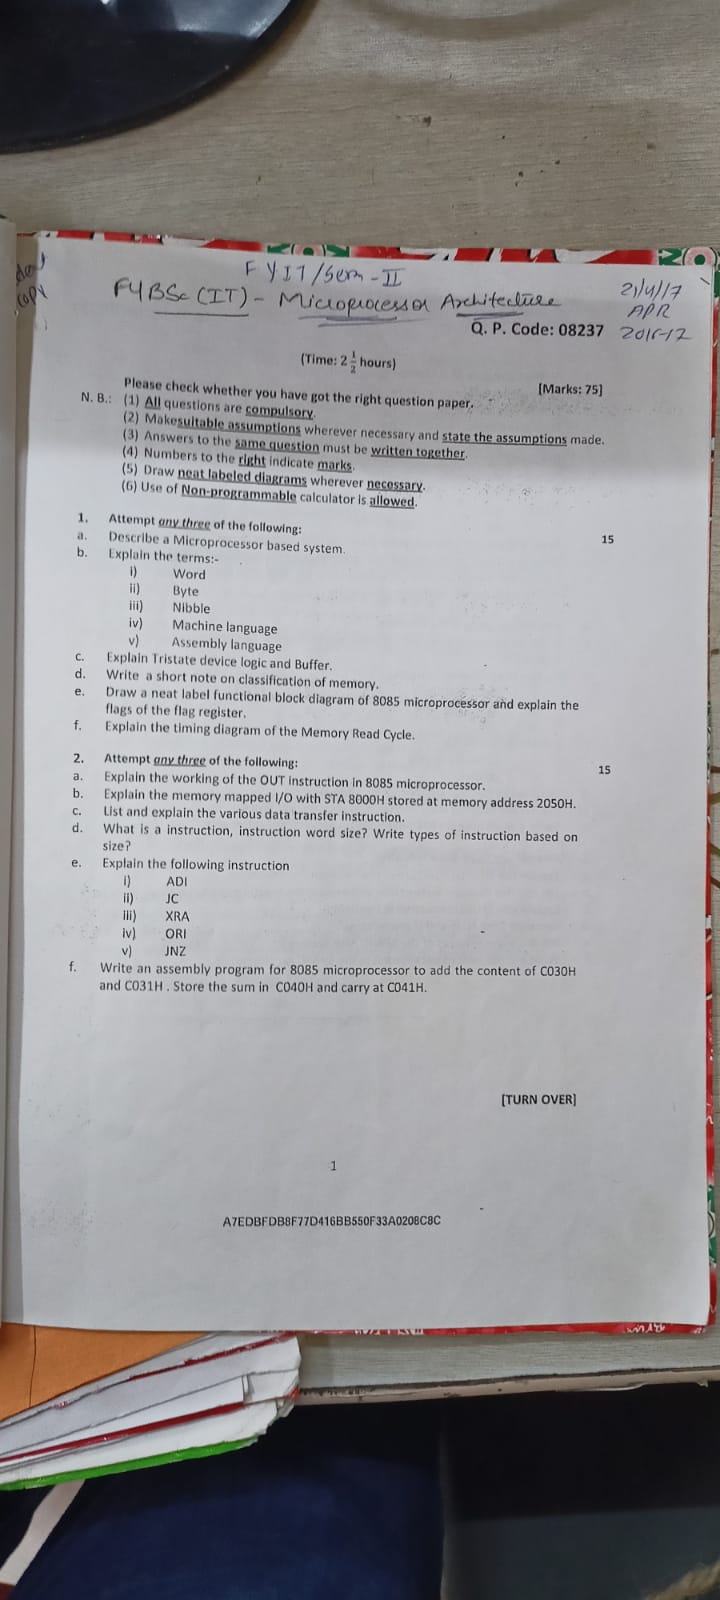 dead
copy
FYIT/Sem-II
FYBSc (IT) - Microprocessor Architecture
21/4/17
APR
2016-17
Q. P. Code: 08237
(Time: 2 1/2 hours)
[Marks: 75]
Please check whether you have got the right question paper.
N. B.: (1) All questions are compulsory.
(2) Makesuitable assumptions wherever necessary and state the assumptions made.
(3) Answers to the same question must be written together.
(4) Numbers to the right indicate marks.
(5) Draw neat labeled diagrams wherever necessary.
(6) Use of Non-programmable calculator is allowed.
1. Attempt any three of the following: 15
a. Describe a Microprocessor based system.
b. Explain the terms:-
i) Word
ii) Byte
iii) Nibble
iv) Machine language
v) Assembly language
c. Explain Tristate device logic and Buffer.
d. Write a short note on classification of memory.
e. Draw a neat label functional block diagram of 8085 microprocessor and explain the
flags of the flag register.
f. Explain the timing diagram of the Memory Read Cycle.
2. Attempt any three of the following: 15
a. Explain the working of the OUT instruction in 8085 microprocessor.
b. Explain the memory mapped I/O with STA 8000H stored at memory address 2050H.
c. List and explain the various data transfer instruction.
d. What is a instruction, instruction word size? Write types of instruction based on
size?
e. Explain the following instruction
i) ADI
ii) JC
iii) XRA
iv) ORI
v) JNZ
f. Write an assembly program for 8085 microprocessor to add the content of C030H
and C031H . Store the sum in C040H and carry at C041H.
[TURN OVER]
1
A7EDBFDB8F77D416BB550F33A0208C8C